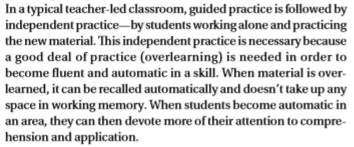 In a typical teacher-led classroom, guided practice is followed by
independent practice—by students working alone and practicing
the new material. This independent practice is necessary because
a good deal of practice (overlearning) is needed in order to
become fluent and automatic in a skill. When material is over-
learned, it can be recalled automatically and doesn't take up any
space in working memory. When students become automatic in
an area, they can then devote more of their attention to compre-
hension and application.